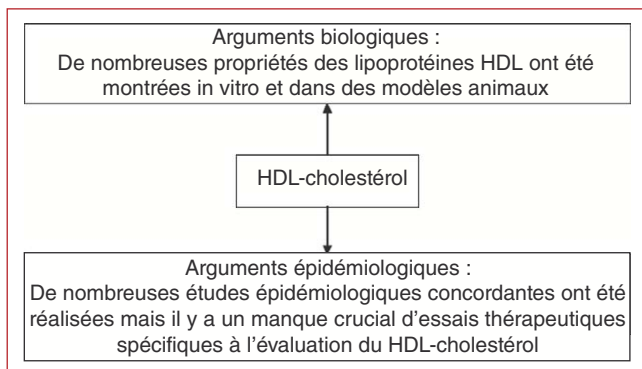 Arguments biologiques :
De nombreuses propriétés des lipoprotéines HDL ont été
montrées in vitro et dans des modèles animaux
HDL-cholestérol
Arguments épidémiologiques :
De nombreuses études épidémiologiques concordantes ont été
réalisées mais il y a un manque crucial d'essais thérapeutiques
spécifiques à l'évaluation du HDL-cholestérol